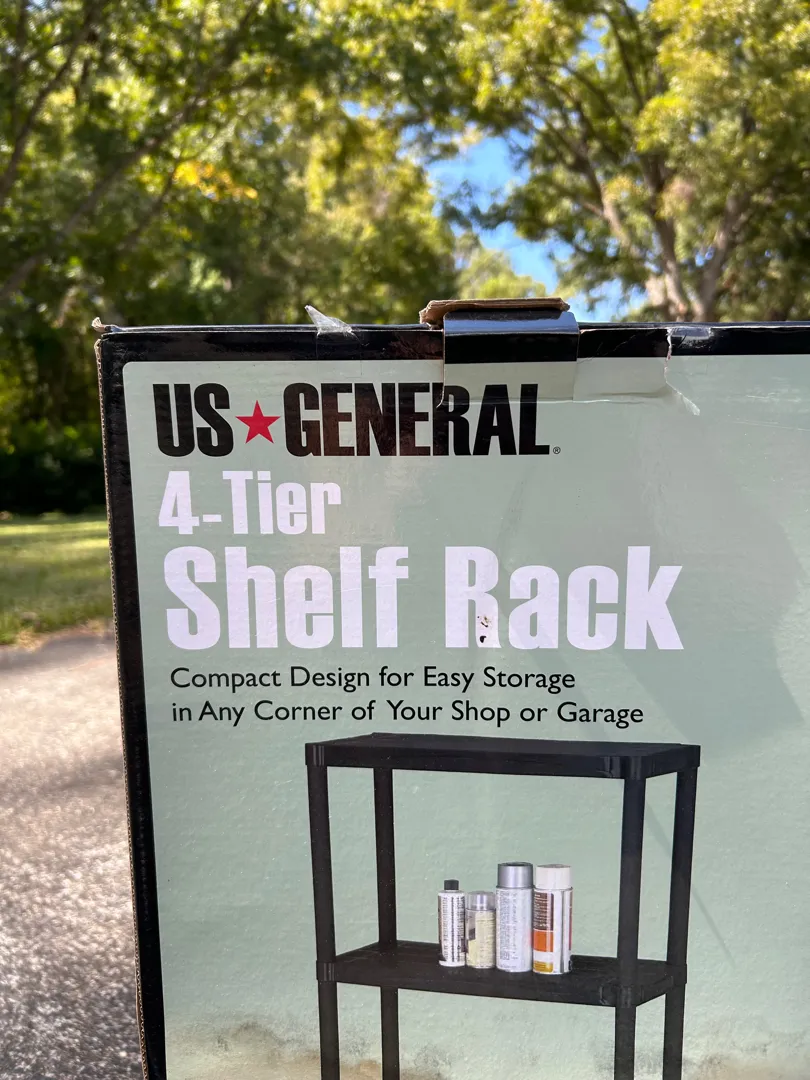 US★GENERAL®
4-Tier
Shelf Rack
Compact Design for Easy Storage
in Any Corner of Your Shop or Garage